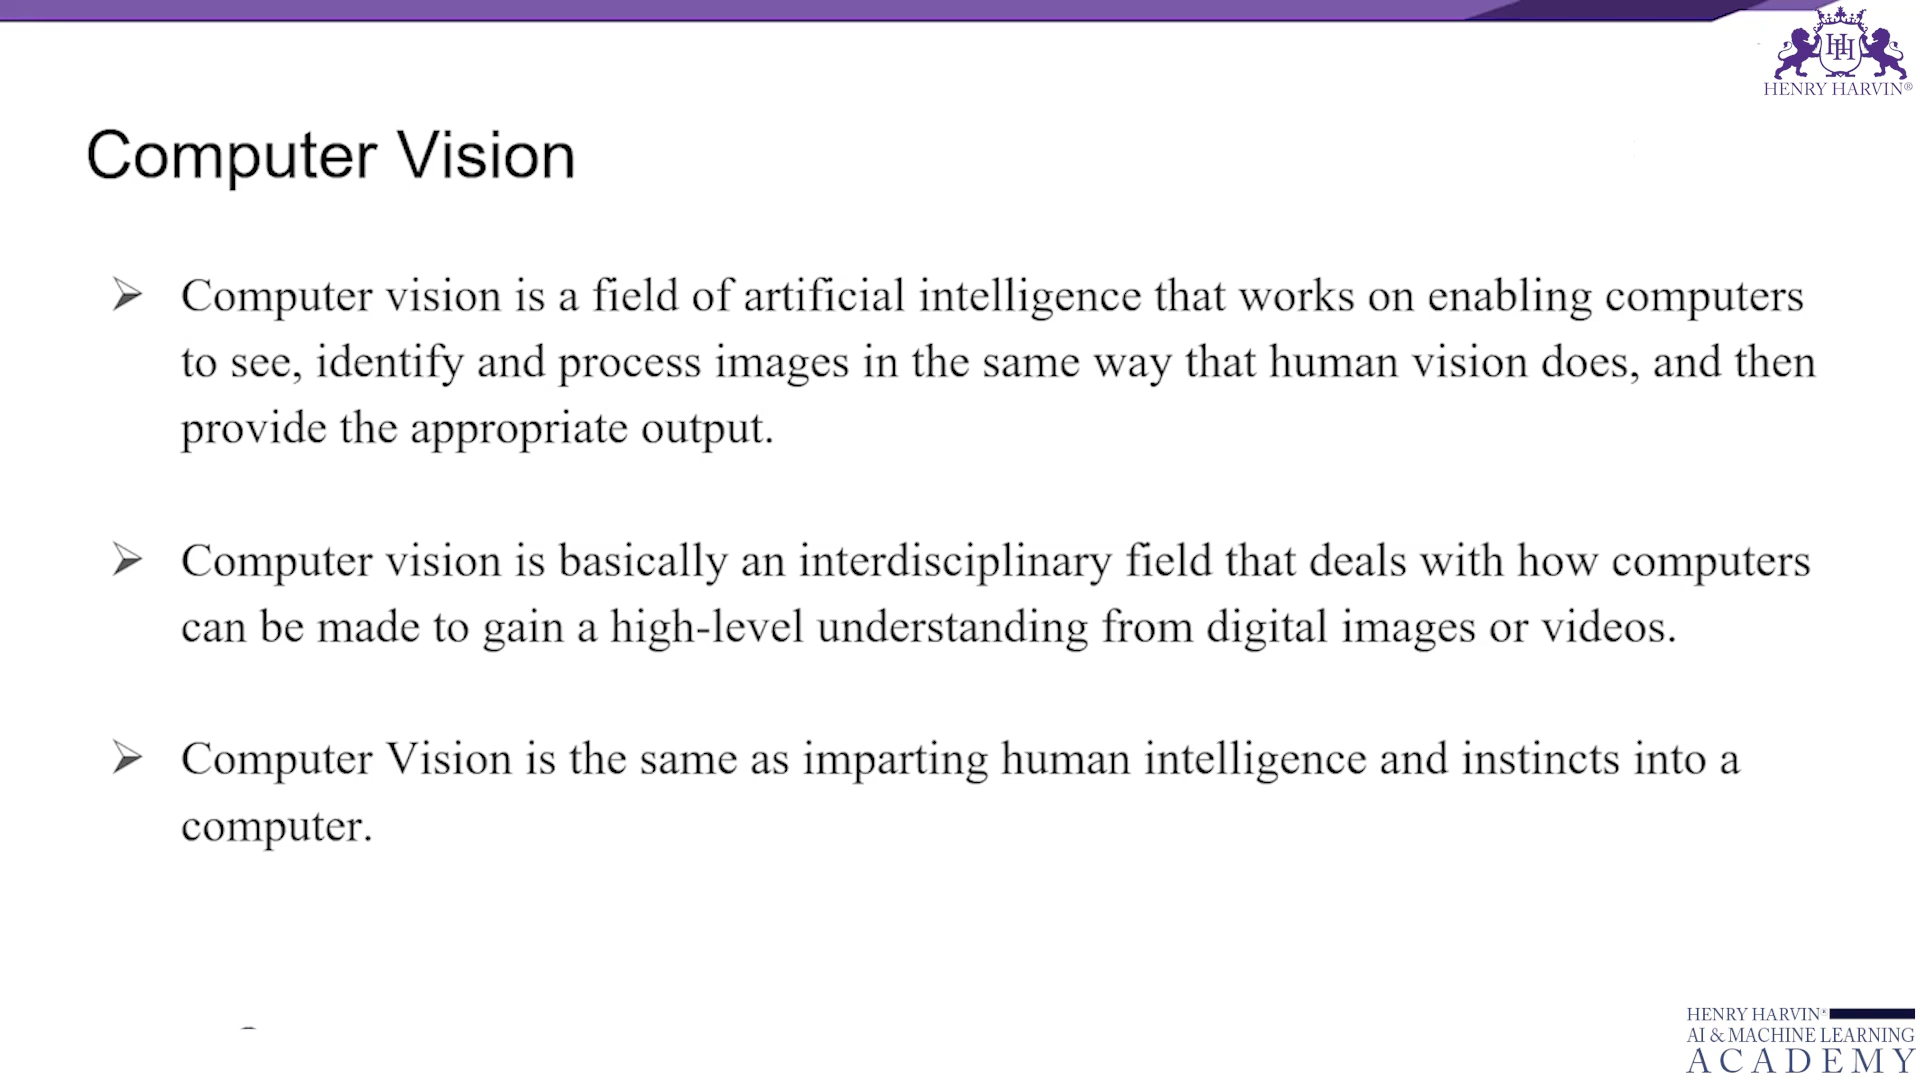 HENRY HARVIN®
Computer Vision
➢ Computer vision is a field of artificial intelligence that works on enabling computers
to see, identify and process images in the same way that human vision does, and then
provide the appropriate output.
➢ Computer vision is basically an interdisciplinary field that deals with how computers
can be made to gain a high-level understanding from digital images or videos.
➢ Computer Vision is the same as imparting human intelligence and instincts into a
computer.
HENRY HARVIN®
AI & MACHINE LEARNING
ACADEMY